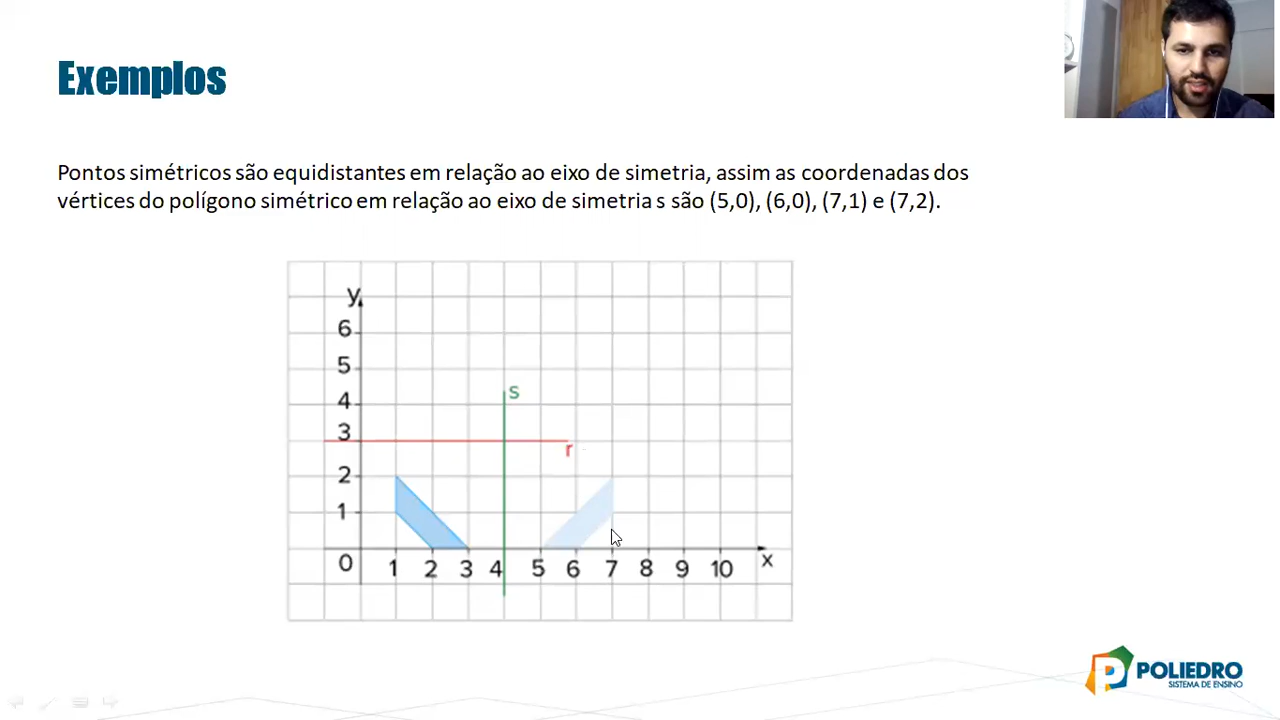 Exemplos
Pontos simétricos são equidistantes em relação ao eixo de simetria, assim as coordenadas dos
vértices do polígono simétrico em relação ao eixo de simetria s são (5,0), (6,0), (7,1) e (7,2).
y
6
5
s
4
3
r
2
1
0 1 2 3 4 5 6 7 8 9 10 x
POLIEDRO
SISTEMA DE ENSINO